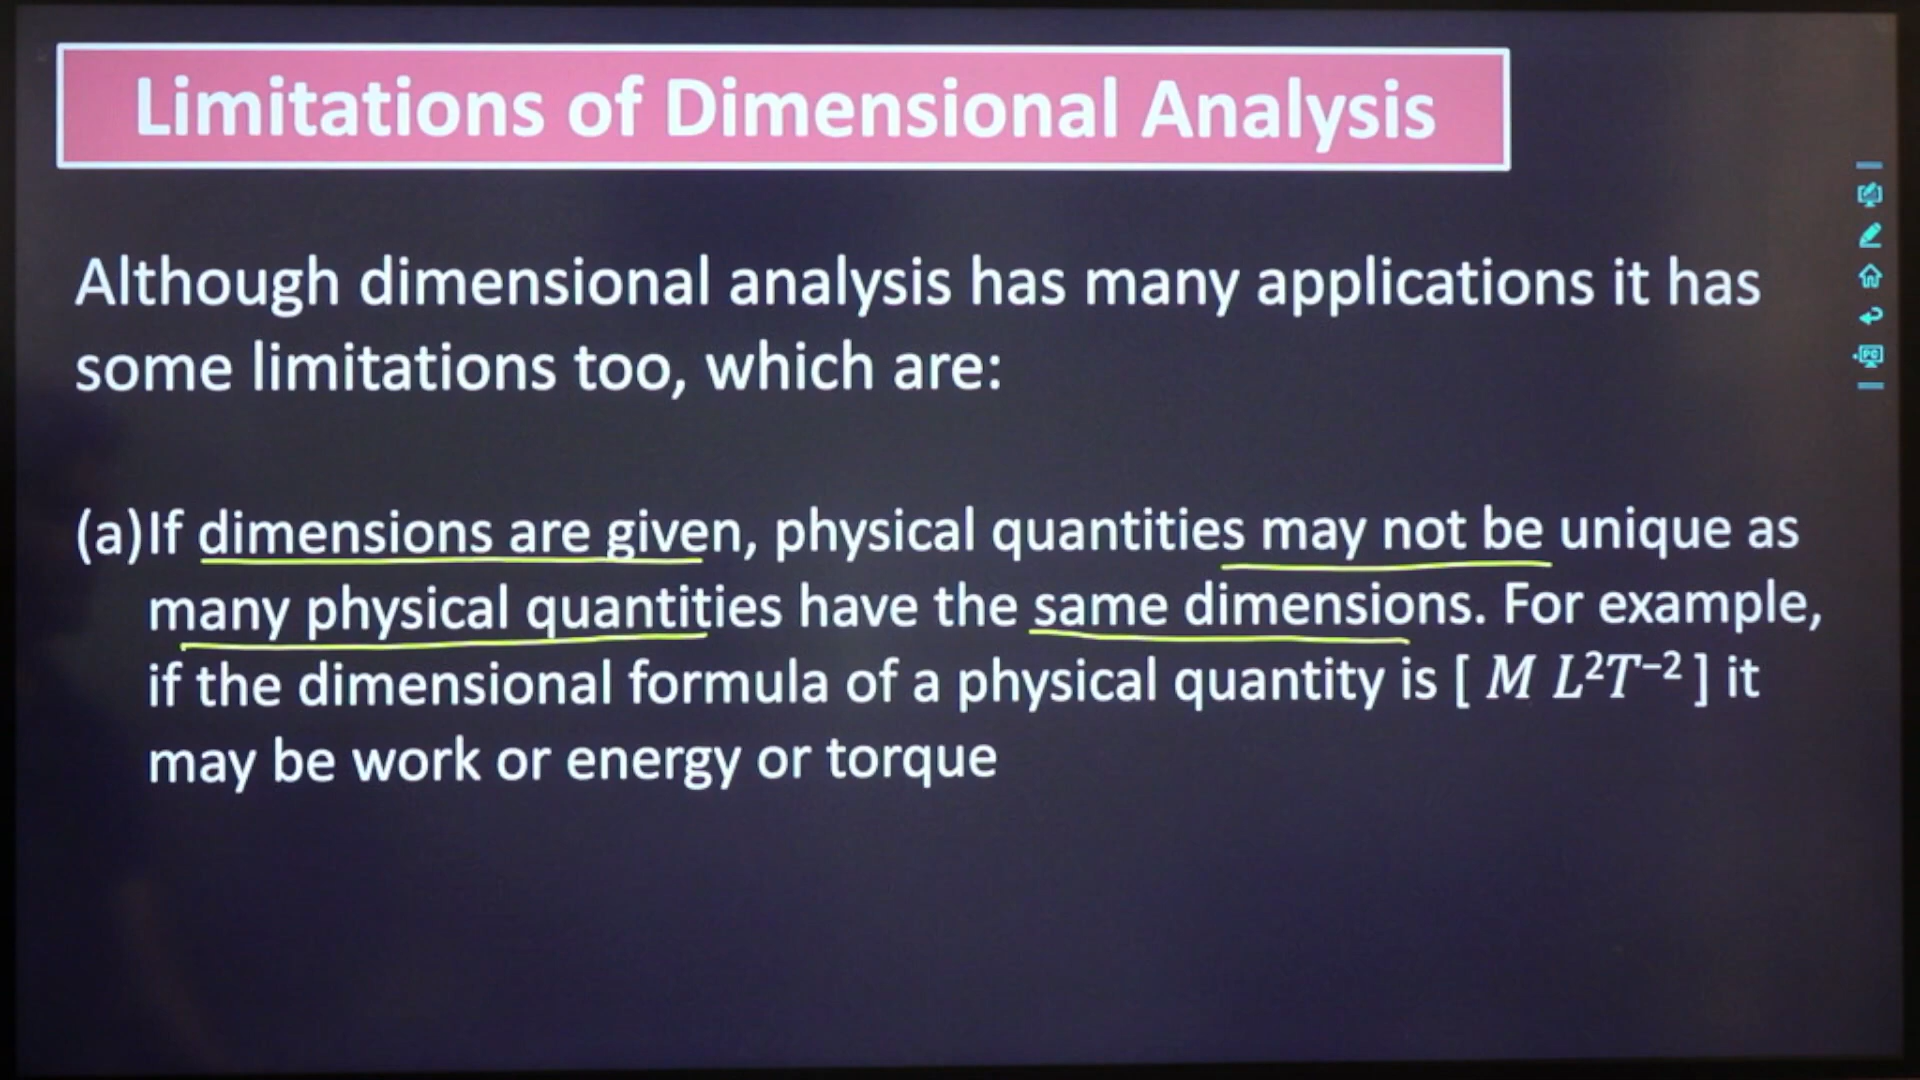 Limitations of Dimensional Analysis
Although dimensional analysis has many applications it has
some limitations too, which are:
(a) If dimensions are given, physical quantities may not be unique as
many physical quantities have the same dimensions. For example,
if the dimensional formula of a physical quantity is [ M L²T⁻² ] it
may be work or energy or torque
PC